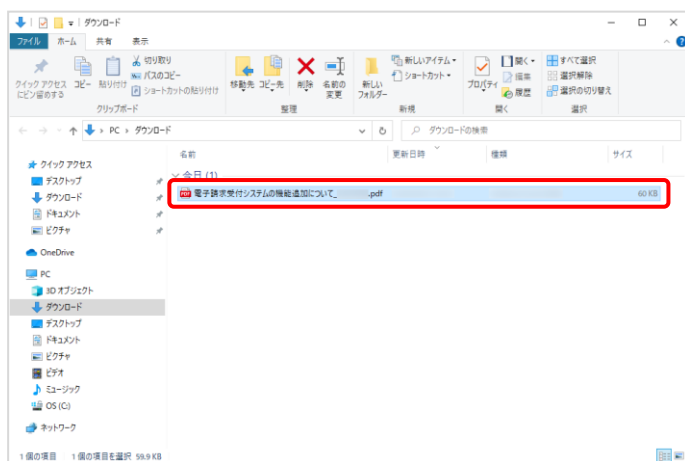 ダウンロード
ファイル ホーム 共有 表示
クイック アクセス
にピン留めする
コピー
貼り付け
切り取り
パスのコピー
ショートカットの貼り付け
クリップボード
移動先 コピー先
削除
名前の
変更
整理
新しい
フォルダー
新しいアイテム
ショートカット
新規
プロパティ
開く
編集
履歴
開く
すべて選択
選択解除
選択の切り替え
選択
PC ダウンロード
ダウンロードの検索
名前 更新日時 種類 サイズ
今日 (1)
電子請求受付システムの機能追加について_ .pdf 60 KB
クイック アクセス
デスクトップ
ダウンロード
ドキュメント
ピクチャ
OneDrive
PC
3D オブジェクト
ダウンロード
デスクトップ
ドキュメント
ピクチャ
ビデオ
ミュージック
OS (C:)
ネットワーク
1 個の項目 1 個の項目を選択 59.9 KB